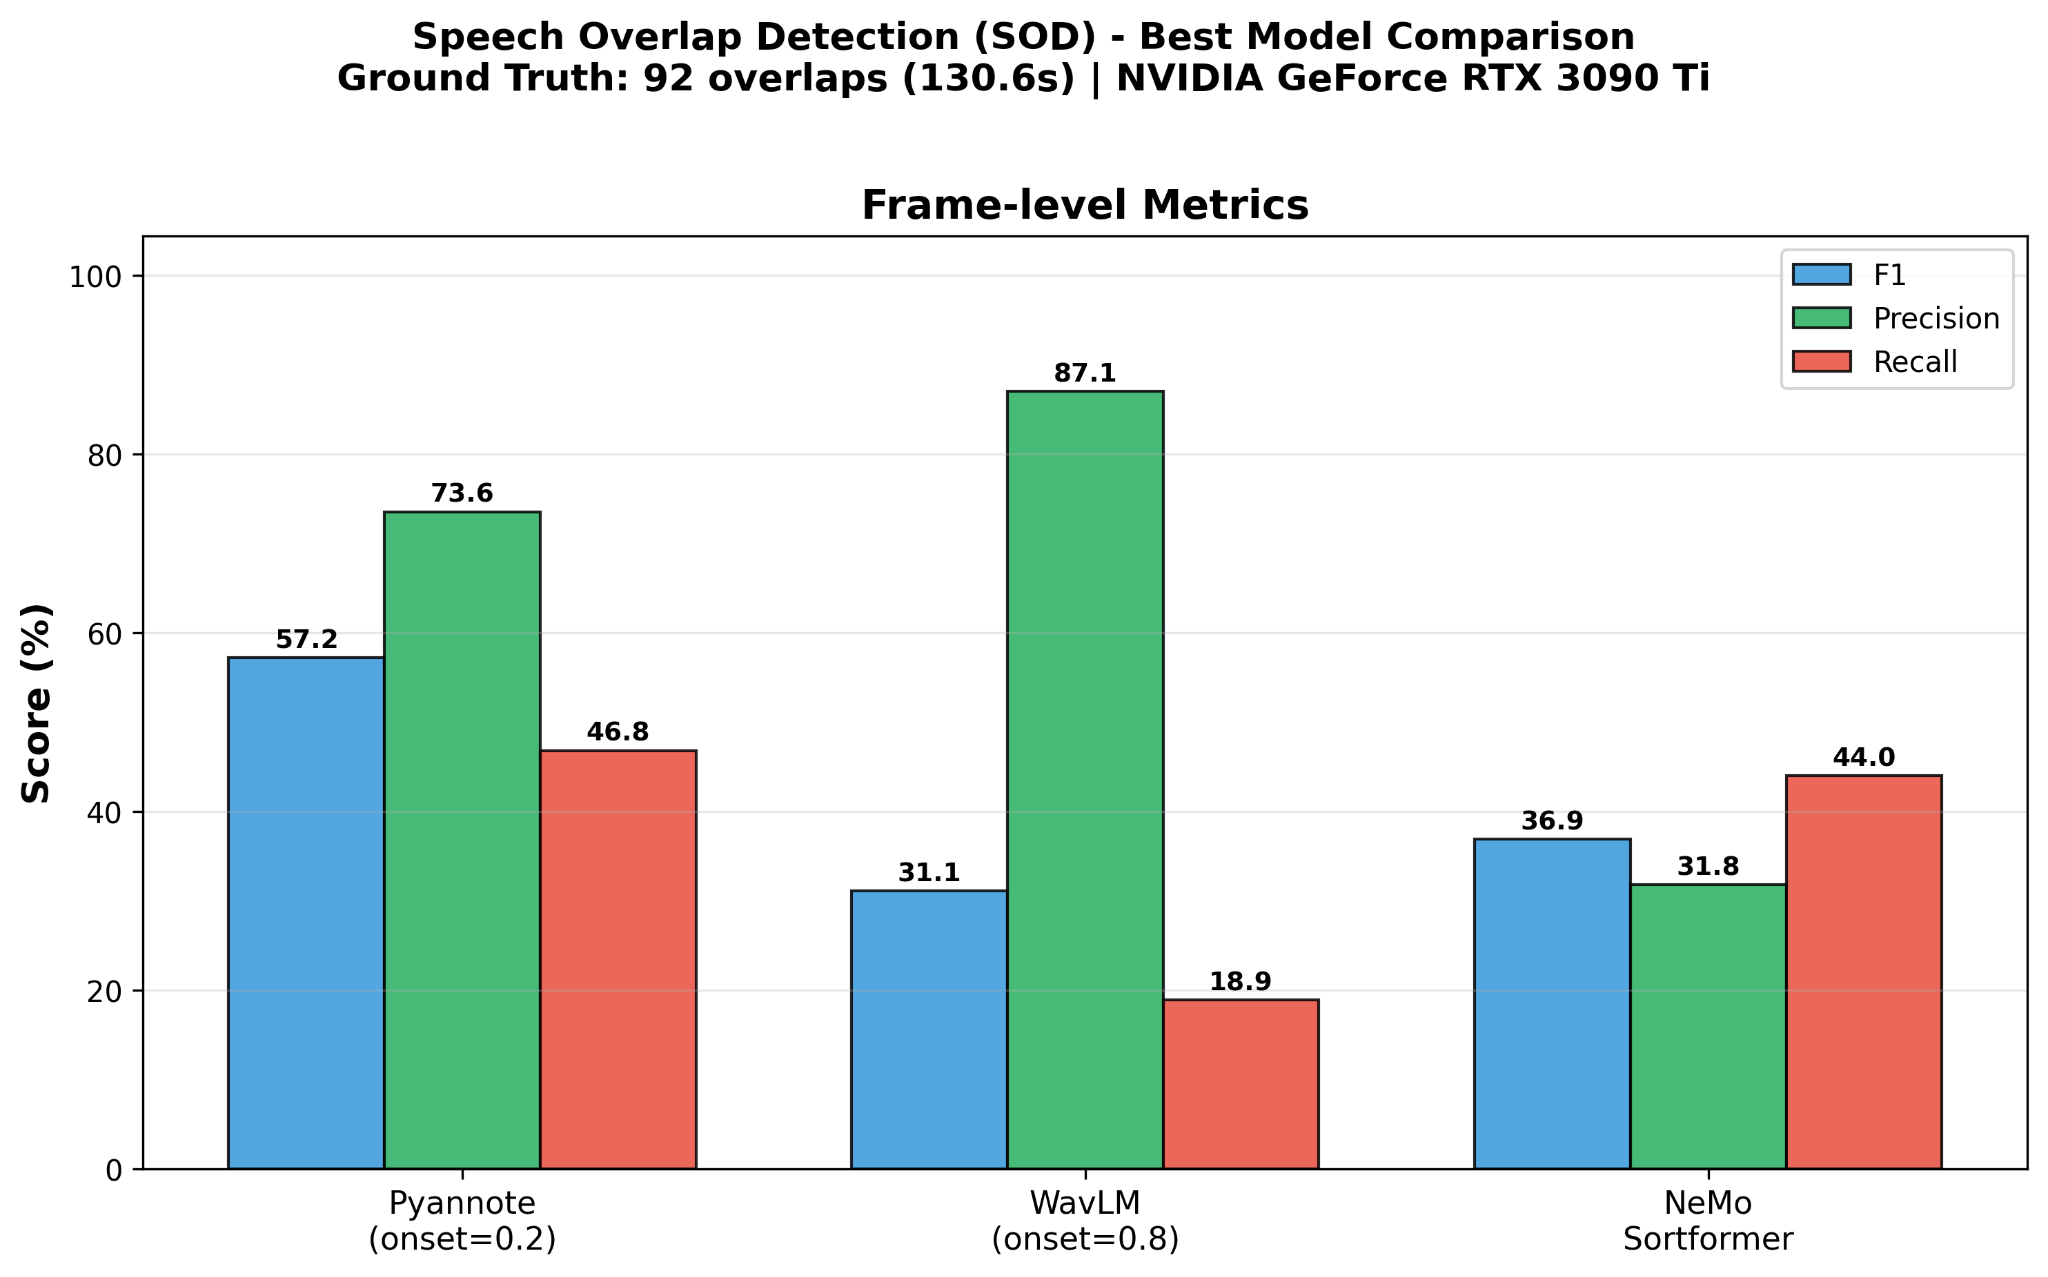 Speech Overlap Detection (SOD) - Best Model Comparison
Ground Truth: 92 overlaps (130.6s) | NVIDIA GeForce RTX 3090 Ti
Frame-level Metrics
F1
Precision
Recall
Score (%)
100
80
60
40
20
0
57.2
73.6
46.8
31.1
87.1
18.9
36.9
31.8
44.0
Pyannote
(onset=0.2)
WavLM
(onset=0.8)
NeMo
Sortformer